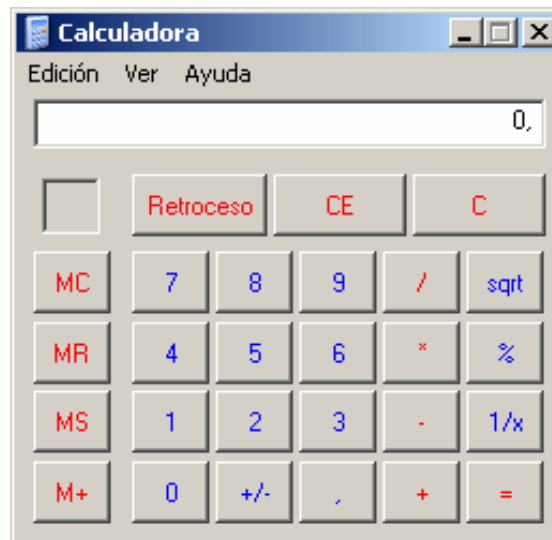 Calculadora
Edición Ver Ayuda
0,
Retroceso CE C
MC 7 8 9 / sqrt
MR 4 5 6 * %
MS 1 2 3 - 1/x
M+ 0 +/- , + =